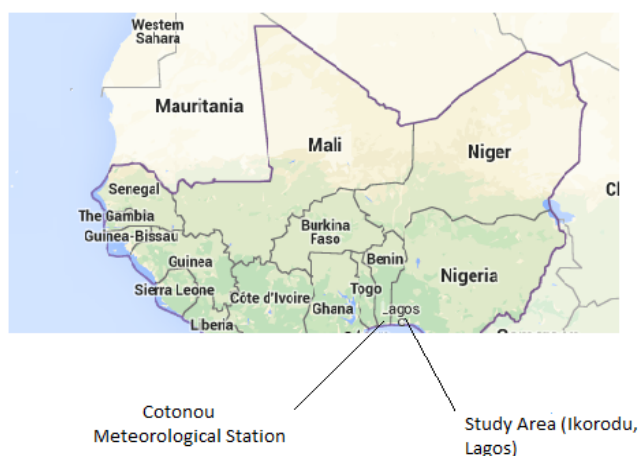 Western
Sahara
Mauritania
Mali
Niger
Senegal
The Gambia
Guinea-Bissau
Burkina
Faso
Guinea
Benin
Nigeria
Sierra Leone
Côte d'Ivoire
Togo
Ghana
Lagos
Liberia
Cotonou
Meteorological Station
Study Area (Ikorodu,
Lagos)